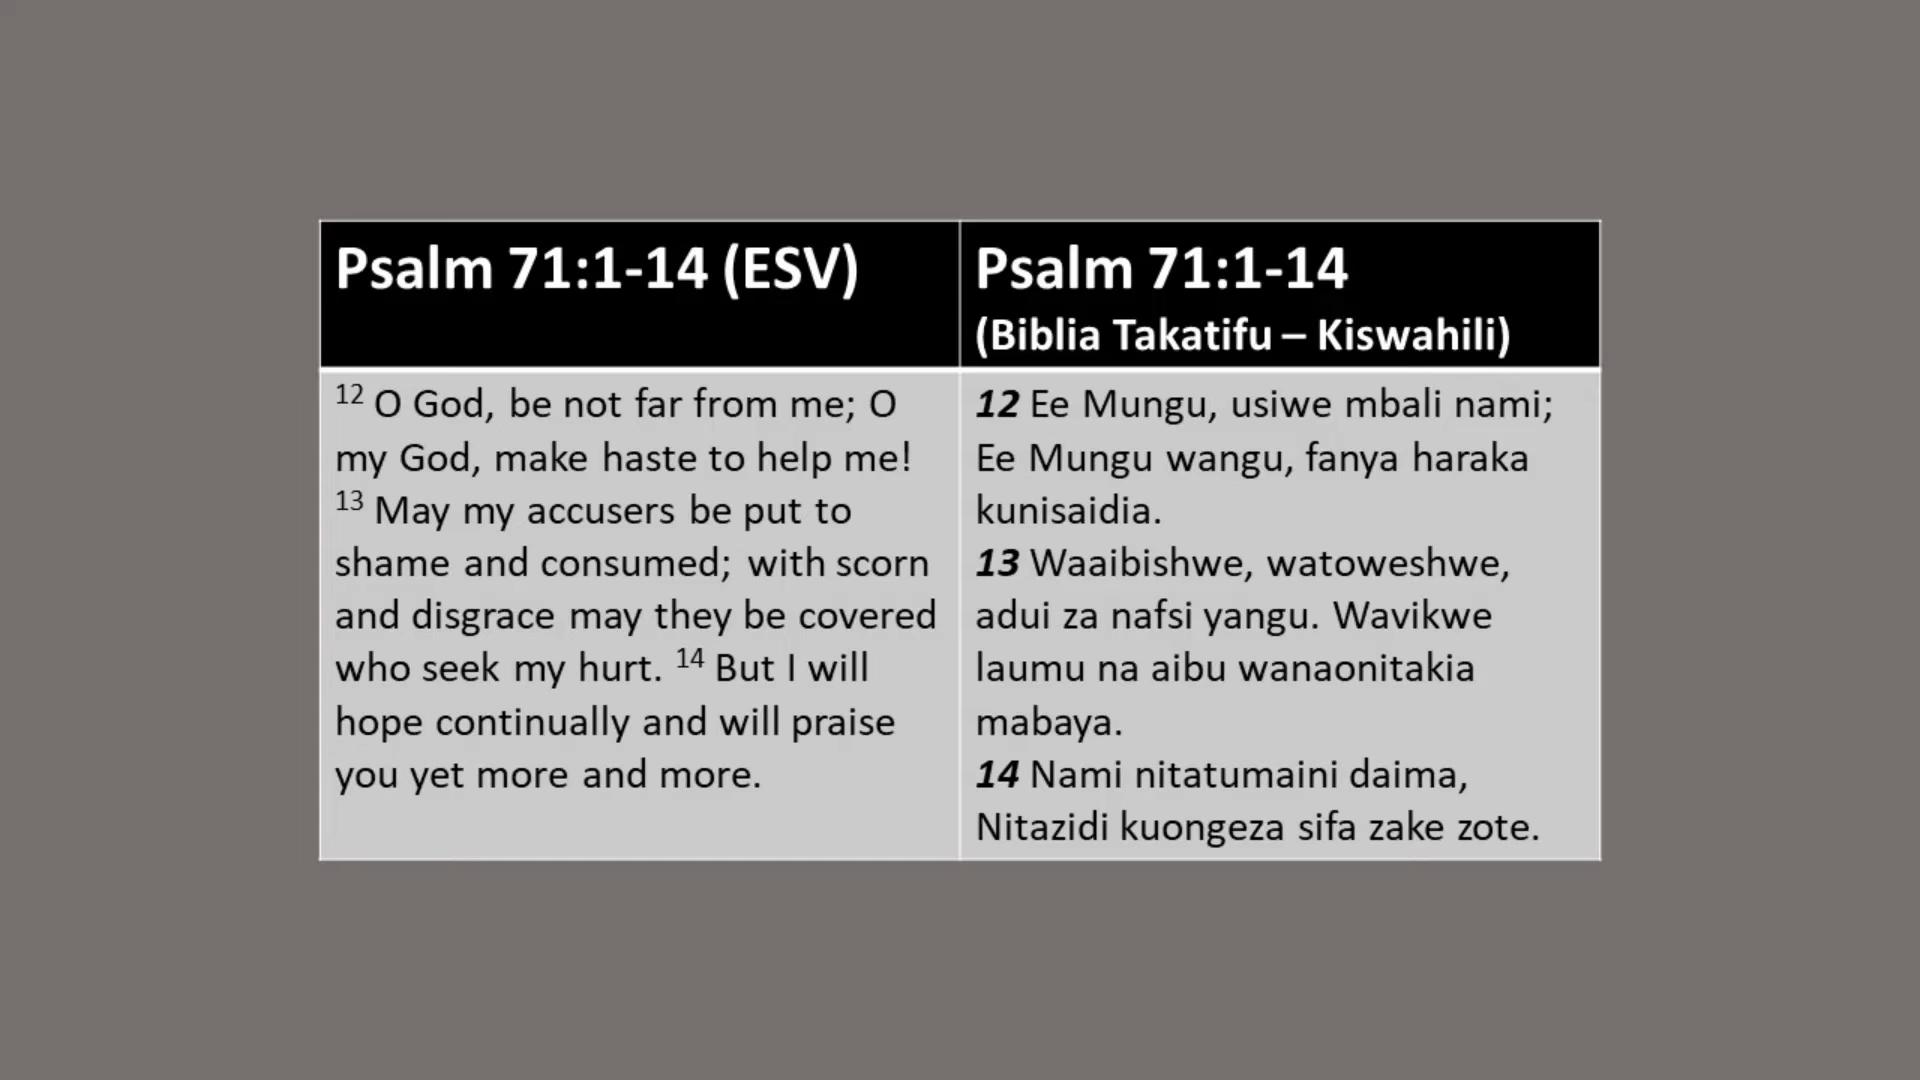 Psalm 71:1-14 (ESV)
¹² O God, be not far from me; O
my God, make haste to help me!
¹³ May my accusers be put to
shame and consumed; with scorn
and disgrace may they be covered
who seek my hurt. ¹⁴ But I will
hope continually and will praise
you yet more and more.
Psalm 71:1-14
(Biblia Takatifu – Kiswahili)
12 Ee Mungu, usiwe mbali nami;
Ee Mungu wangu, fanya haraka
kunisaidia.
13 Waaibishwe, watoweshwe,
adui za nafsi yangu. Wavikwe
laumu na aibu wanaonitakia
mabaya.
14 Nami nitatumaini daima,
Nitazidi kuongeza sifa zake zote.